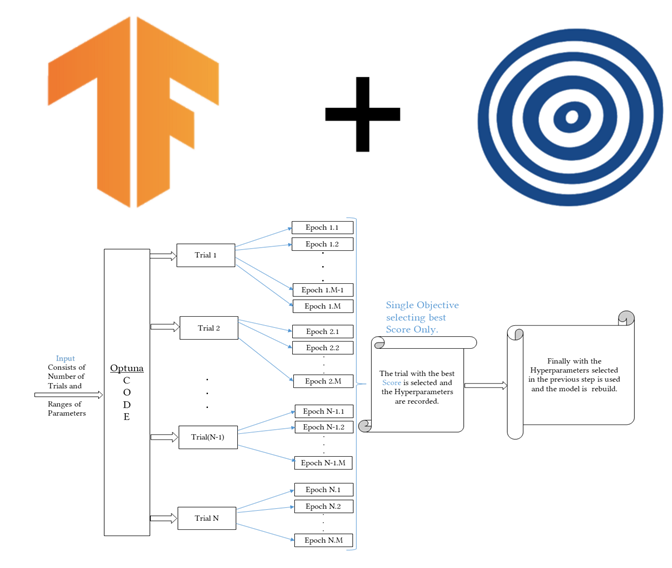 Input
Consists of
Number of
Trials and
Ranges of
Parameters
Optuna
C
O
D
E
Trial 1
Trial 2
Trial(N-1)
Trial N
Epoch 1.1
Epoch 1.2
Epoch 1.M-1
Epoch 1.M
Epoch 2.1
Epoch 2.2
Epoch 2.M
Epoch N-1.1
Epoch N-1.2
Epoch N-1.M
Epoch N.1
Epoch N.2
Epoch N.M
Single Objective
selecting best
Score Only.
The trial with the best
Score is selected and
the Hyperparameters
are recorded.
Finally with the
Hyperparameters selected
in the previous step is used
and the model is rebuild.